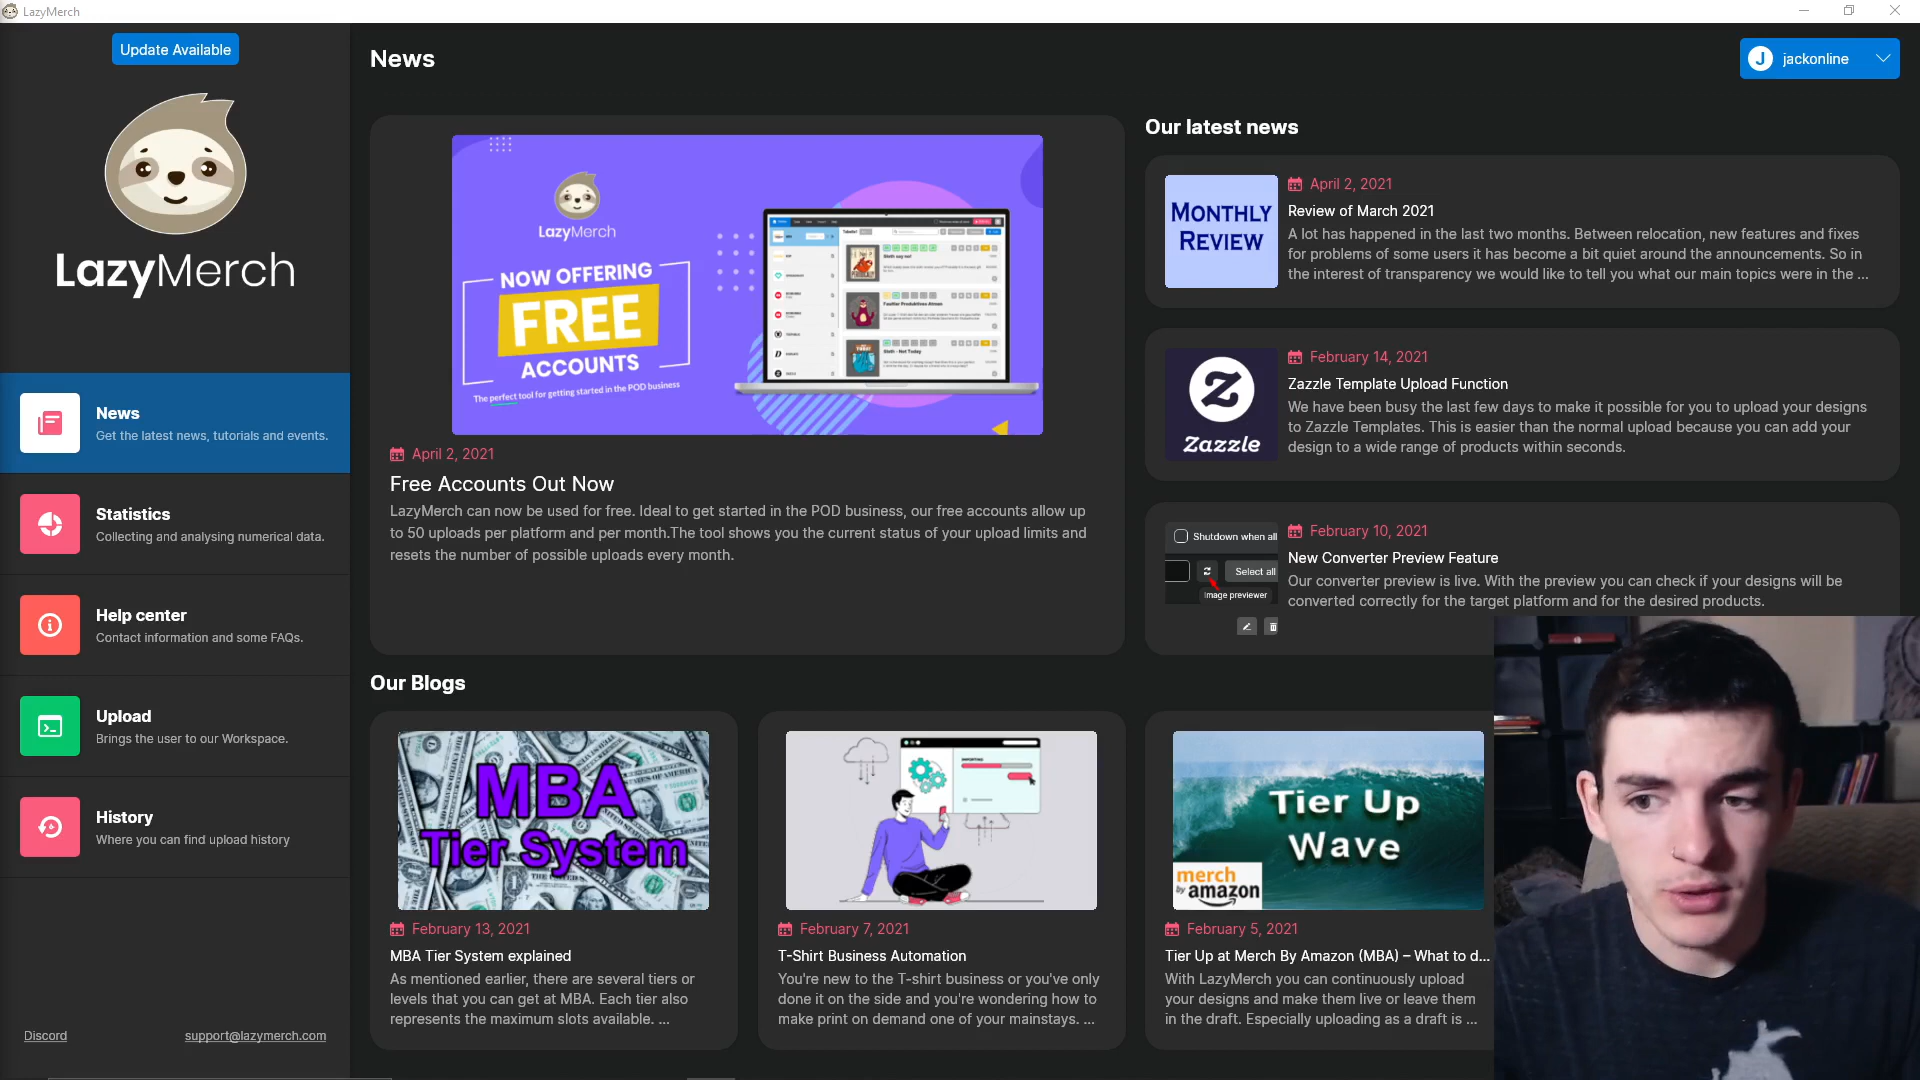 LazyMerch
Update Available
LazyMerch
News
Get the latest news, tutorials and events.
Statistics
Collecting and analysing numerical data.
Help center
Contact information and some FAQs.
Upload
Brings the user to our Workspace.
History
Where you can find upload history
Discord
support@lazymerch.com
News
J
jackonline
LazyMerch
NOW OFFERING
FREE
ACCOUNTS
The perfect tool for getting started in the POD business
April 2, 2021
Free Accounts Out Now
LazyMerch can now be used for free. Ideal to get started in the POD business, our free accounts allow up
to 50 uploads per platform and per month.The tool shows you the current status of your upload limits and
resets the number of possible uploads every month.
Our latest news
MONTHLY
REVIEW
April 2, 2021
Review of March 2021
A lot has happened in the last two months. Between relocation, new features and fixes
for problems of some users it has become a bit quiet around the announcements. So in
the interest of transparency we would like to tell you what our main topics were in the ...
Z
Zazzle
February 14, 2021
Zazzle Template Upload Function
We have been busy the last few days to make it possible for you to upload your designs
to Zazzle Templates. This is easier than the normal upload because you can add your
design to a wide range of products within seconds.
Shutdown when all
Select all
Image previewer
February 10, 2021
New Converter Preview Feature
Our converter preview is live. With the preview you can check if your designs will be
converted correctly for the target platform and for the desired products.
Our Blogs
MBA
Tier System
February 13, 2021
MBA Tier System explained
As mentioned earlier, there are several tiers or
levels that you can get at MBA. Each tier also
represents the maximum slots available. ...
February 7, 2021
T-Shirt Business Automation
You're new to the T-shirt business or you've only
done it on the side and you're wondering how to
make print on demand one of your mainstays. ...
Tier Up
Wave
merch
by amazon
February 5, 2021
Tier Up at Merch By Amazon (MBA) – What to d...
With LazyMerch you can continuously upload
your designs and make them live or leave them
in the draft. Especially uploading as a draft is ...